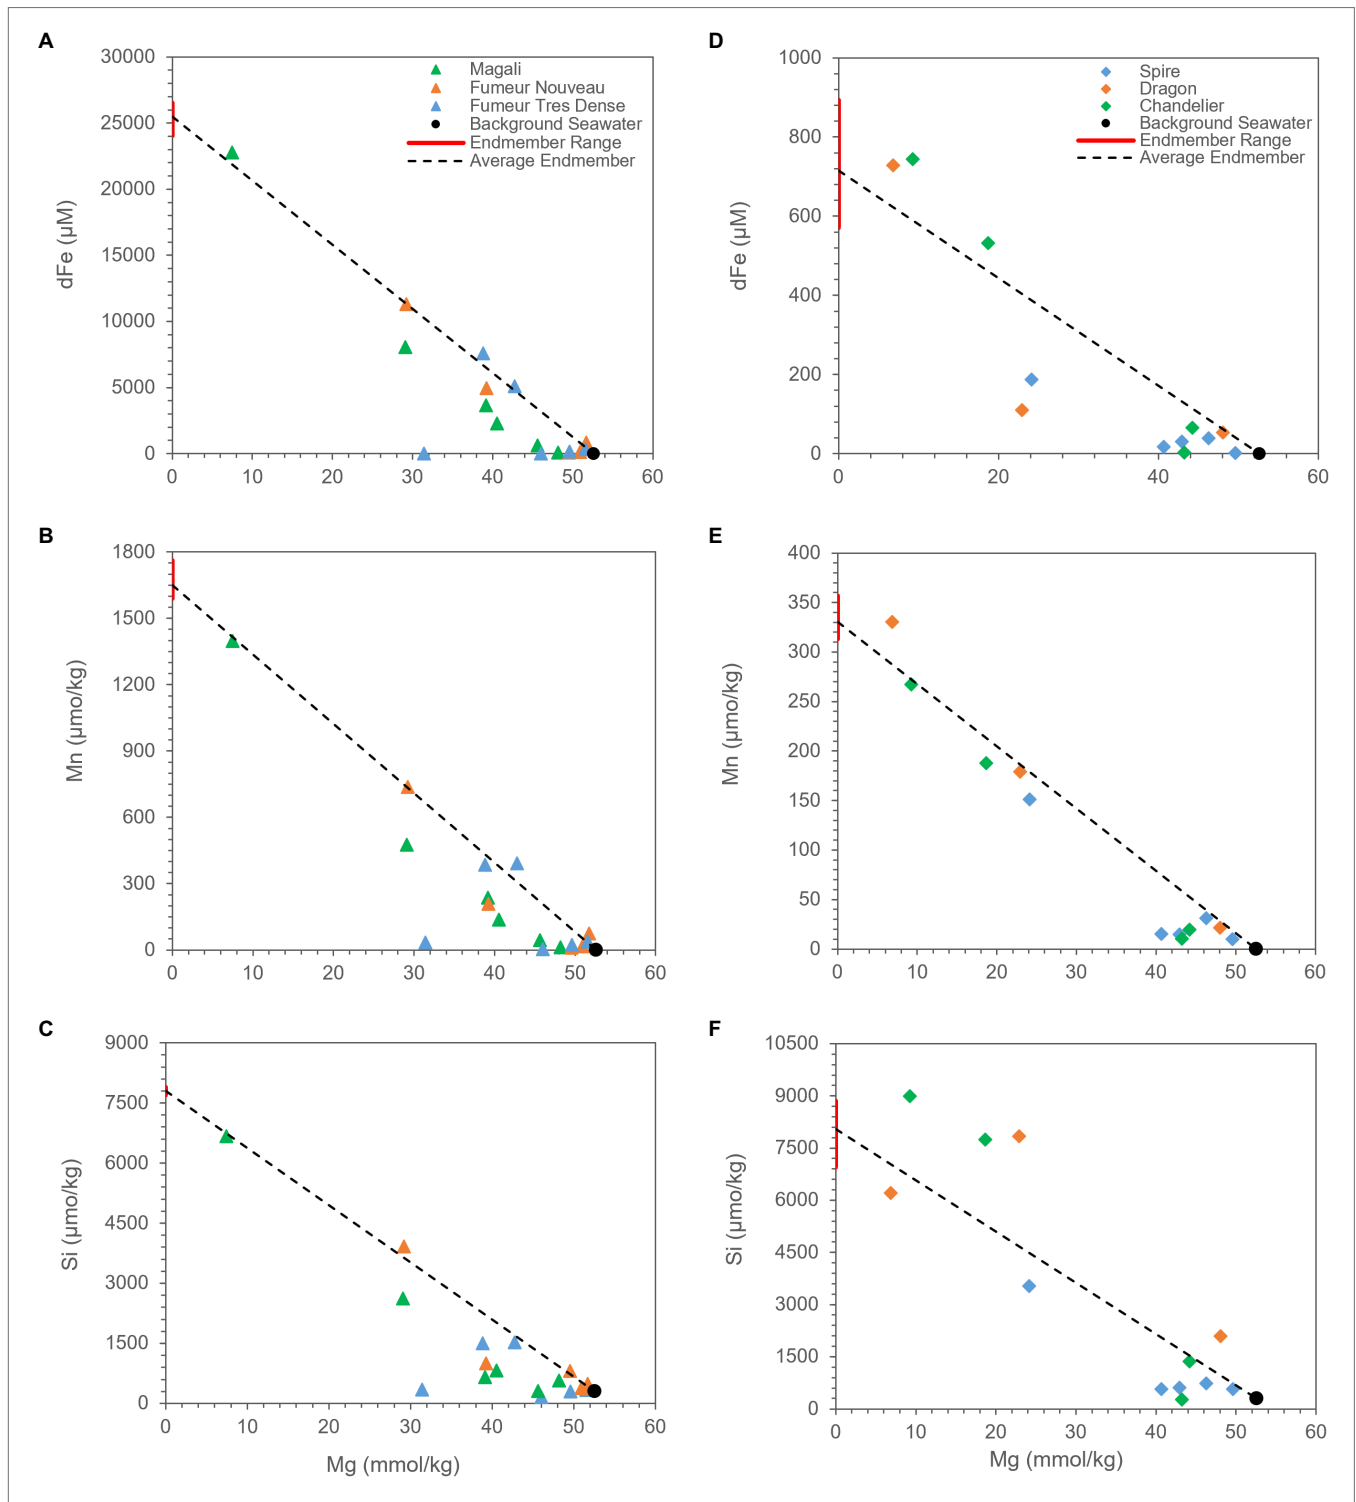 A
30000
25000
20000
15000
10000
5000
0
0 10 20 30 40 50 60
dFe (µM)
Magali
Fumeur Nouveau
Fumeur Tres Dense
Background Seawater
Endmember Range
Average Endmember
D
1000
800
600
400
200
0
0 20 40 60
dFe (µM)
Spire
Dragon
Chandelier
Background Seawater
Endmember Range
Average Endmember
B
1800
1500
1200
900
600
300
0
0 10 20 30 40 50 60
Mn (µmo/kg)
E
400
350
300
250
200
150
100
50
0
0 10 20 30 40 50 60
Mn (µmo/kg)
C
9000
7500
6000
4500
3000
1500
0
0 10 20 30 40 50 60
Si (µmo/kg)
Mg (mmol/kg)
F
10500
9000
7500
6000
4500
3000
1500
0
0 10 20 30 40 50 60
Si (µmo/kg)
Mg (mmol/kg)